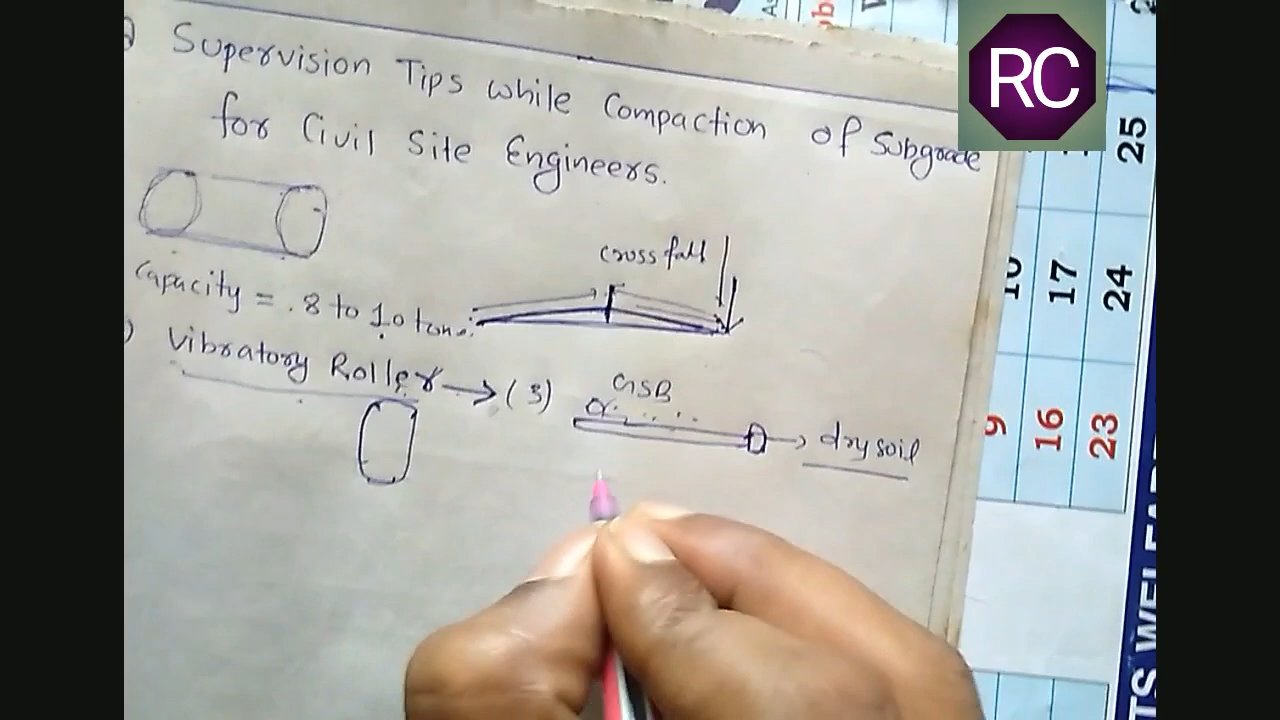 Supervision Tips while Compaction of Subgrade
for Civil Site Engineers.
RC
cross fall
Capacity = .8 to 10 tons.
Vibratory Roller → (3)
GSB
→ dry soil
25
17
24
9
16
23